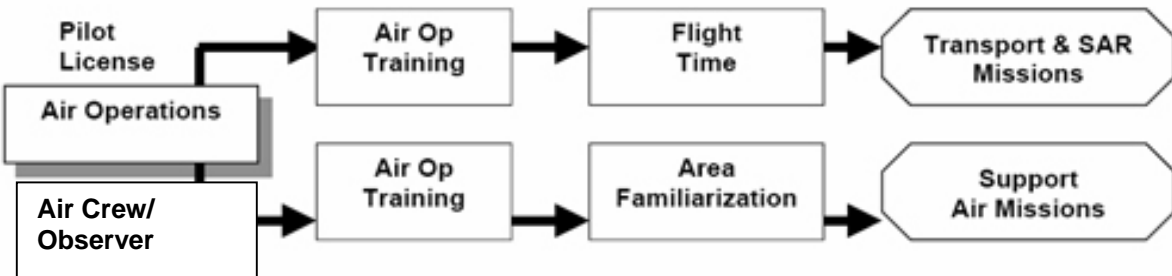 Pilot
License
Air Operations
Air Op
Training
Flight
Time
Transport & SAR
Missions
Air Crew/
Observer
Air Op
Training
Area
Familiarization
Support
Air Missions